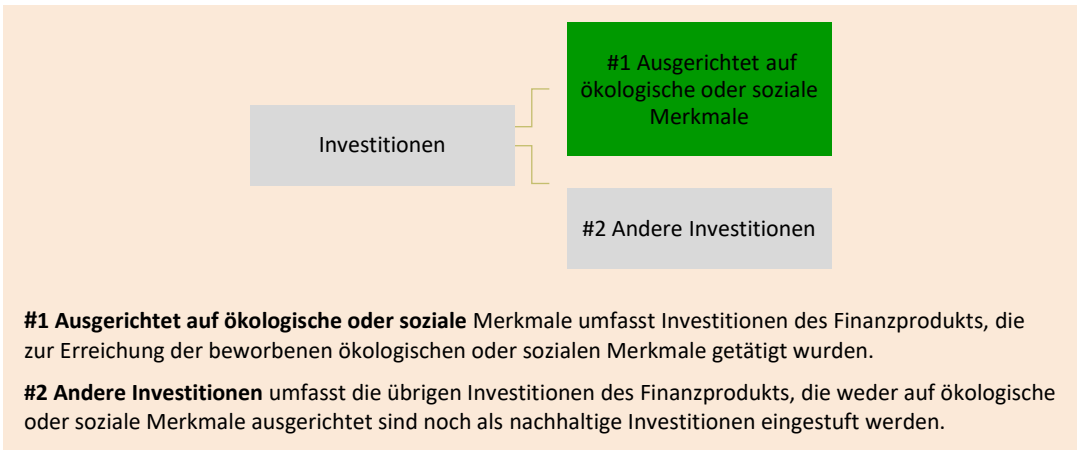 #1 Ausgerichtet auf
ökologische oder soziale
Merkmale
Investitionen
#2 Andere Investitionen
#1 Ausgerichtet auf ökologische oder soziale Merkmale umfasst Investitionen des Finanzprodukts, die
zur Erreichung der beworbenen ökologischen oder sozialen Merkmale getätigt wurden.
#2 Andere Investitionen umfasst die übrigen Investitionen des Finanzprodukts, die weder auf ökologische
oder soziale Merkmale ausgerichtet sind noch als nachhaltige Investitionen eingestuft werden.